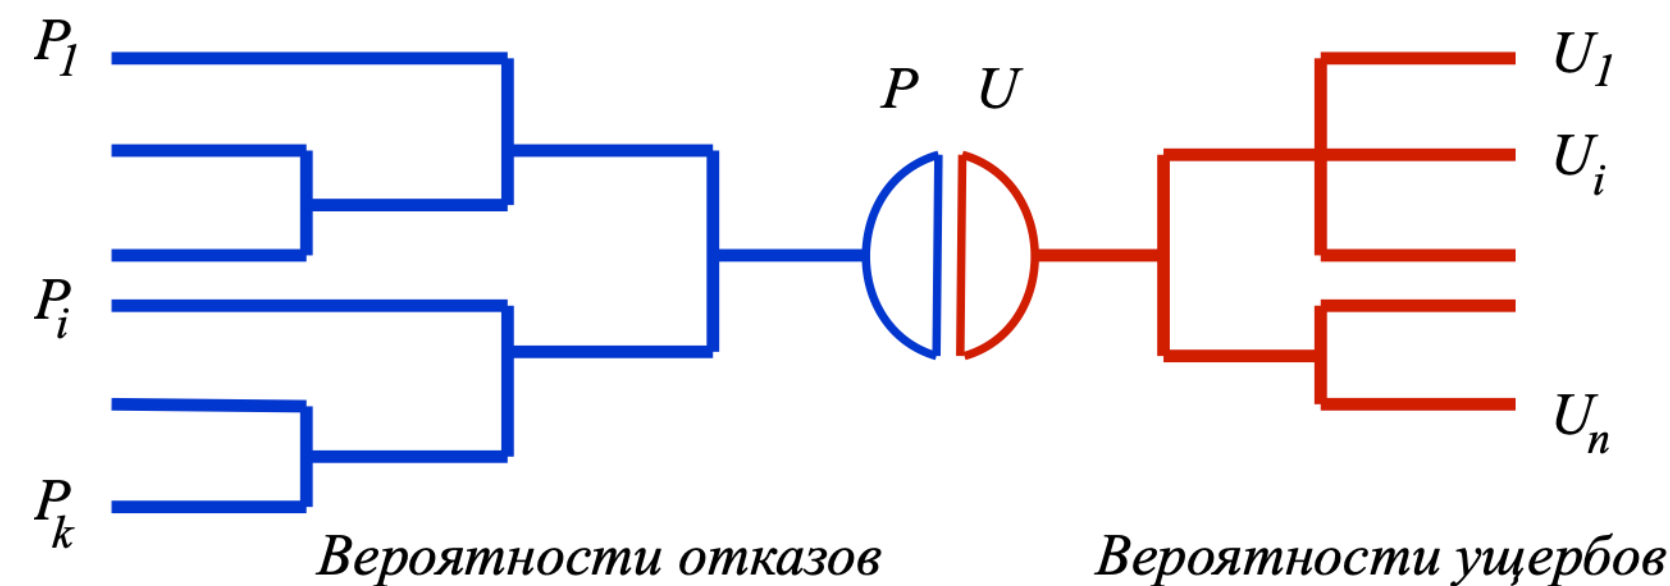 P1
P U
U1
Ui
Pi
Un
Pk
Вероятности отказов
Вероятности ущербов